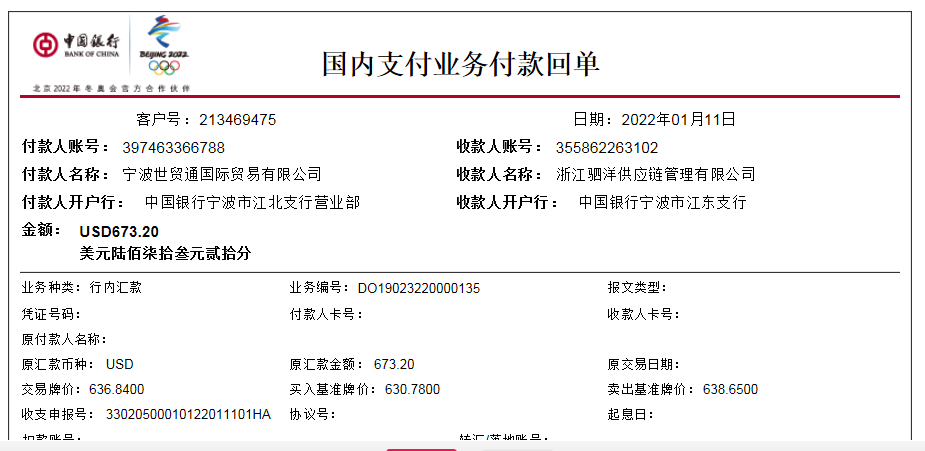 中国银行
BANK OF CHINA
BEIJING 2022
北京2022年冬奥会官方合作伙伴
国内支付业务付款回单
客户号：213469475 日期：2022年01月11日
付款人账号：397463366788 收款人账号：355862263102
付款人名称：宁波世贸通国际贸易有限公司 收款人名称：浙江驷洋供应链管理有限公司
付款人开户行：中国银行宁波市江北支行营业部 收款人开户行：中国银行宁波市江东支行
金额：USD673.20
美元陆佰柒拾叁元贰拾分
业务种类：行内汇款 业务编号：DO19023220000135 报文类型：
凭证号码： 付款人卡号： 收款人卡号：
原付款人名称：
原汇款币种：USD 原汇款金额：673.20 原交易日期：
交易牌价：636.8400 买入基准牌价：630.7800 卖出基准牌价：638.6500
收支申报号：33020500010122011101HA 协议号： 起息日：
扣款账号： 转汇/落地账号：